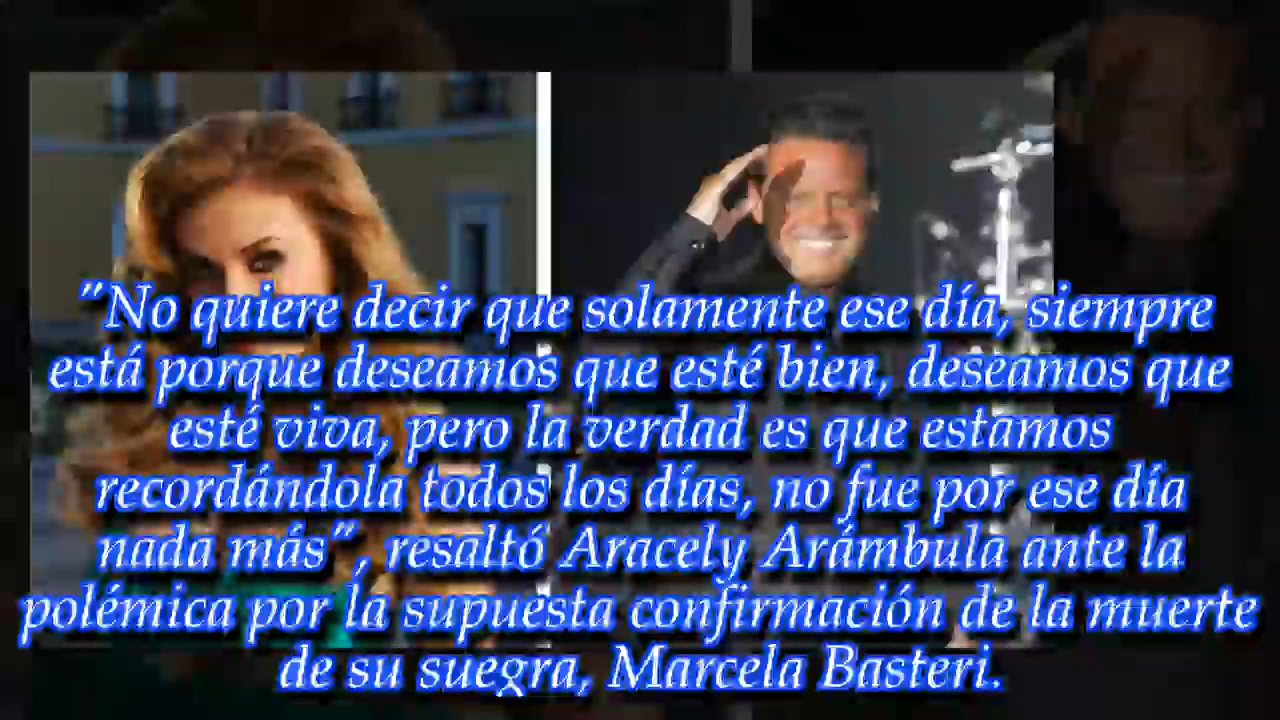 "No quiere decir que solamente ese día, siempre
está porque deseamos que esté bien, deseamos que
esté viva, pero la verdad es que estamos
recordándola todos los días, no fue por ese día
nada más", resaltó Aracely Arámbula ante la
polémica por la supuesta confirmación de la muerte
de su suegra, Marcela Basteri.